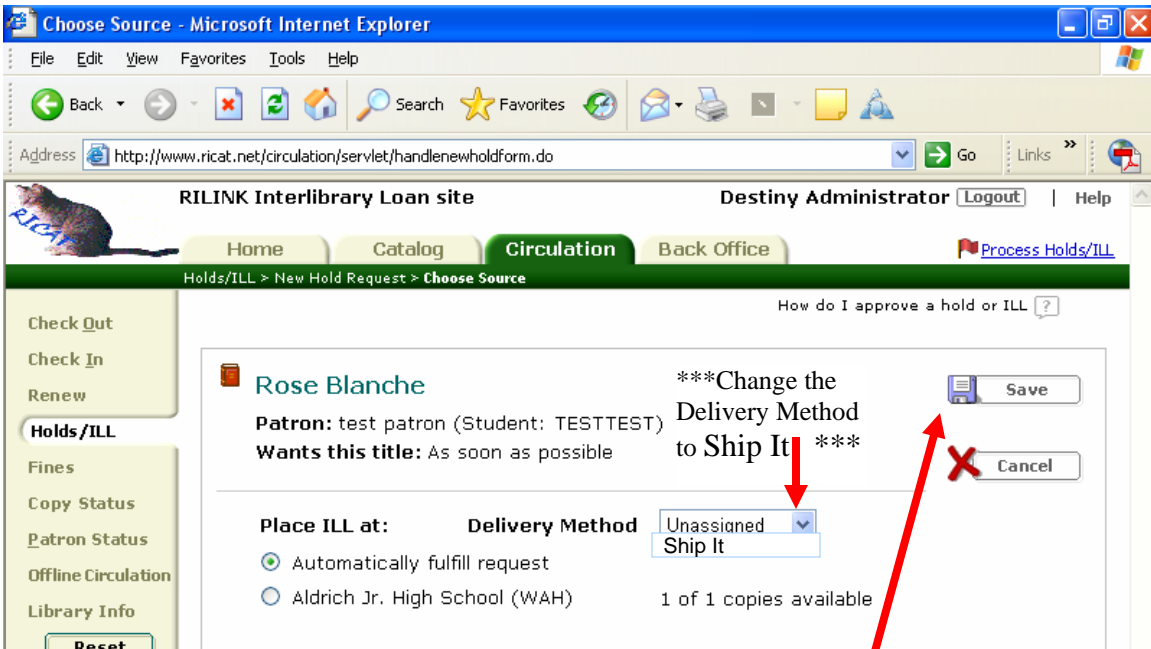 Choose Source - Microsoft Internet Explorer
File Edit View Favorites Tools Help
Back Search Favorites
Address http://www.ricat.net/circulation/servlet/handlenewholdform.do Go Links »
RICAT
RILINK Interlibrary Loan site Destiny Administrator Logout | Help
Home Catalog Circulation Back Office Process Holds/ILL
Holds/ILL > New Hold Request > Choose Source
How do I approve a hold or ILL ?
Check Out
Check In
Renew
Holds/ILL
Fines
Copy Status
Patron Status
Offline Circulation
Library Info
Reset
Rose Blanche
Patron: test patron (Student: TESTTEST)
Wants this title: As soon as possible
***Change the
Delivery Method
to Ship It ***
Save
Cancel
Place ILL at: Delivery Method Unassigned
Ship It
Automatically fulfill request
Aldrich Jr. High School (WAH) 1 of 1 copies available